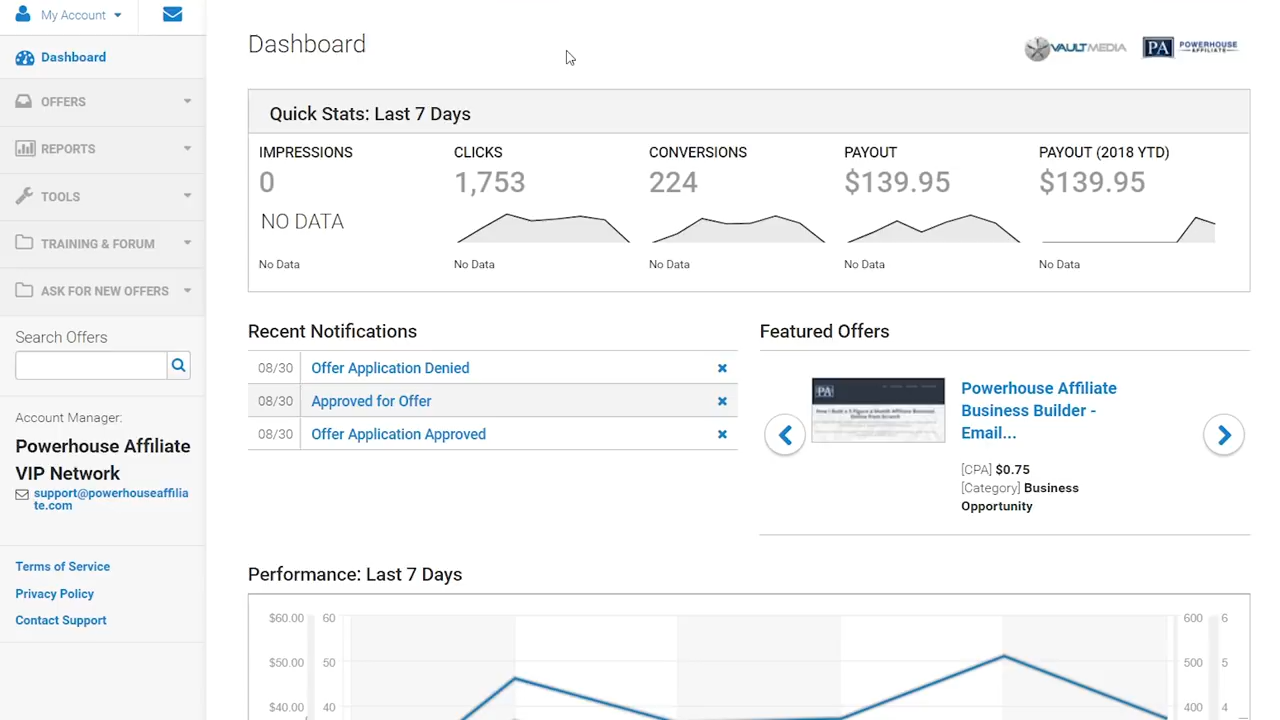 My Account
Dashboard
OFFERS
REPORTS
TOOLS
TRAINING & FORUM
ASK FOR NEW OFFERS
Search Offers
Account Manager:
Powerhouse Affiliate
VIP Network
support@powerhouseaffilia
te.com
Terms of Service
Privacy Policy
Contact Support
Dashboard
VAULTMEDIA
PA POWERHOUSE
AFFILIATE
Quick Stats: Last 7 Days
IMPRESSIONS CLICKS CONVERSIONS PAYOUT PAYOUT (2018 YTD)
0 1,753 224 $139.95 $139.95
NO DATA
No Data No Data No Data No Data No Data
Recent Notifications
08/30 Offer Application Denied
08/30 Approved for Offer
08/30 Offer Application Approved
Featured Offers
PA
Powerhouse Affiliate
Business Builder -
Email...
[CPA] $0.75
[Category] Business
Opportunity
Performance: Last 7 Days
$60.00 60 600 6
$50.00 50 500 5
$40.00 40 400 4